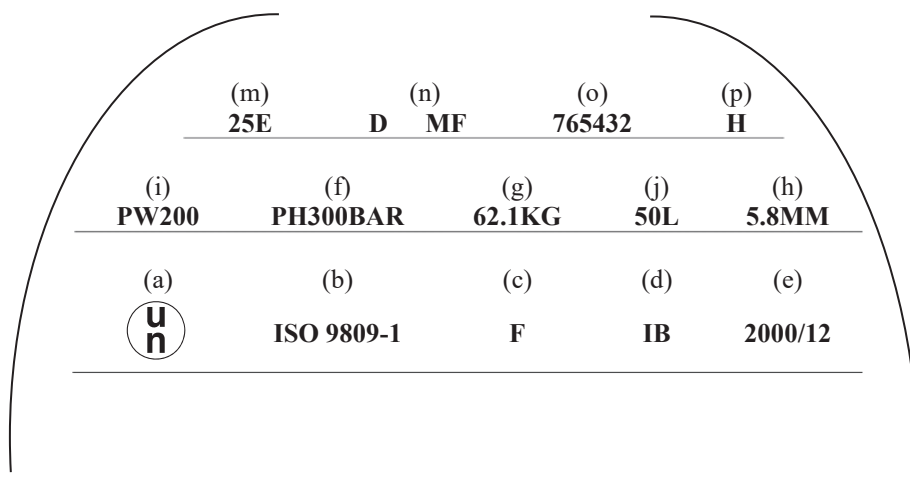 (m) (n) (o) (p)
25E D MF 765432 H
(i) (f) (g) (j) (h)
PW200 PH300BAR 62.1KG 50L 5.8MM
(a) (b) (c) (d) (e)
u
n ISO 9809-1 F IB 2000/12